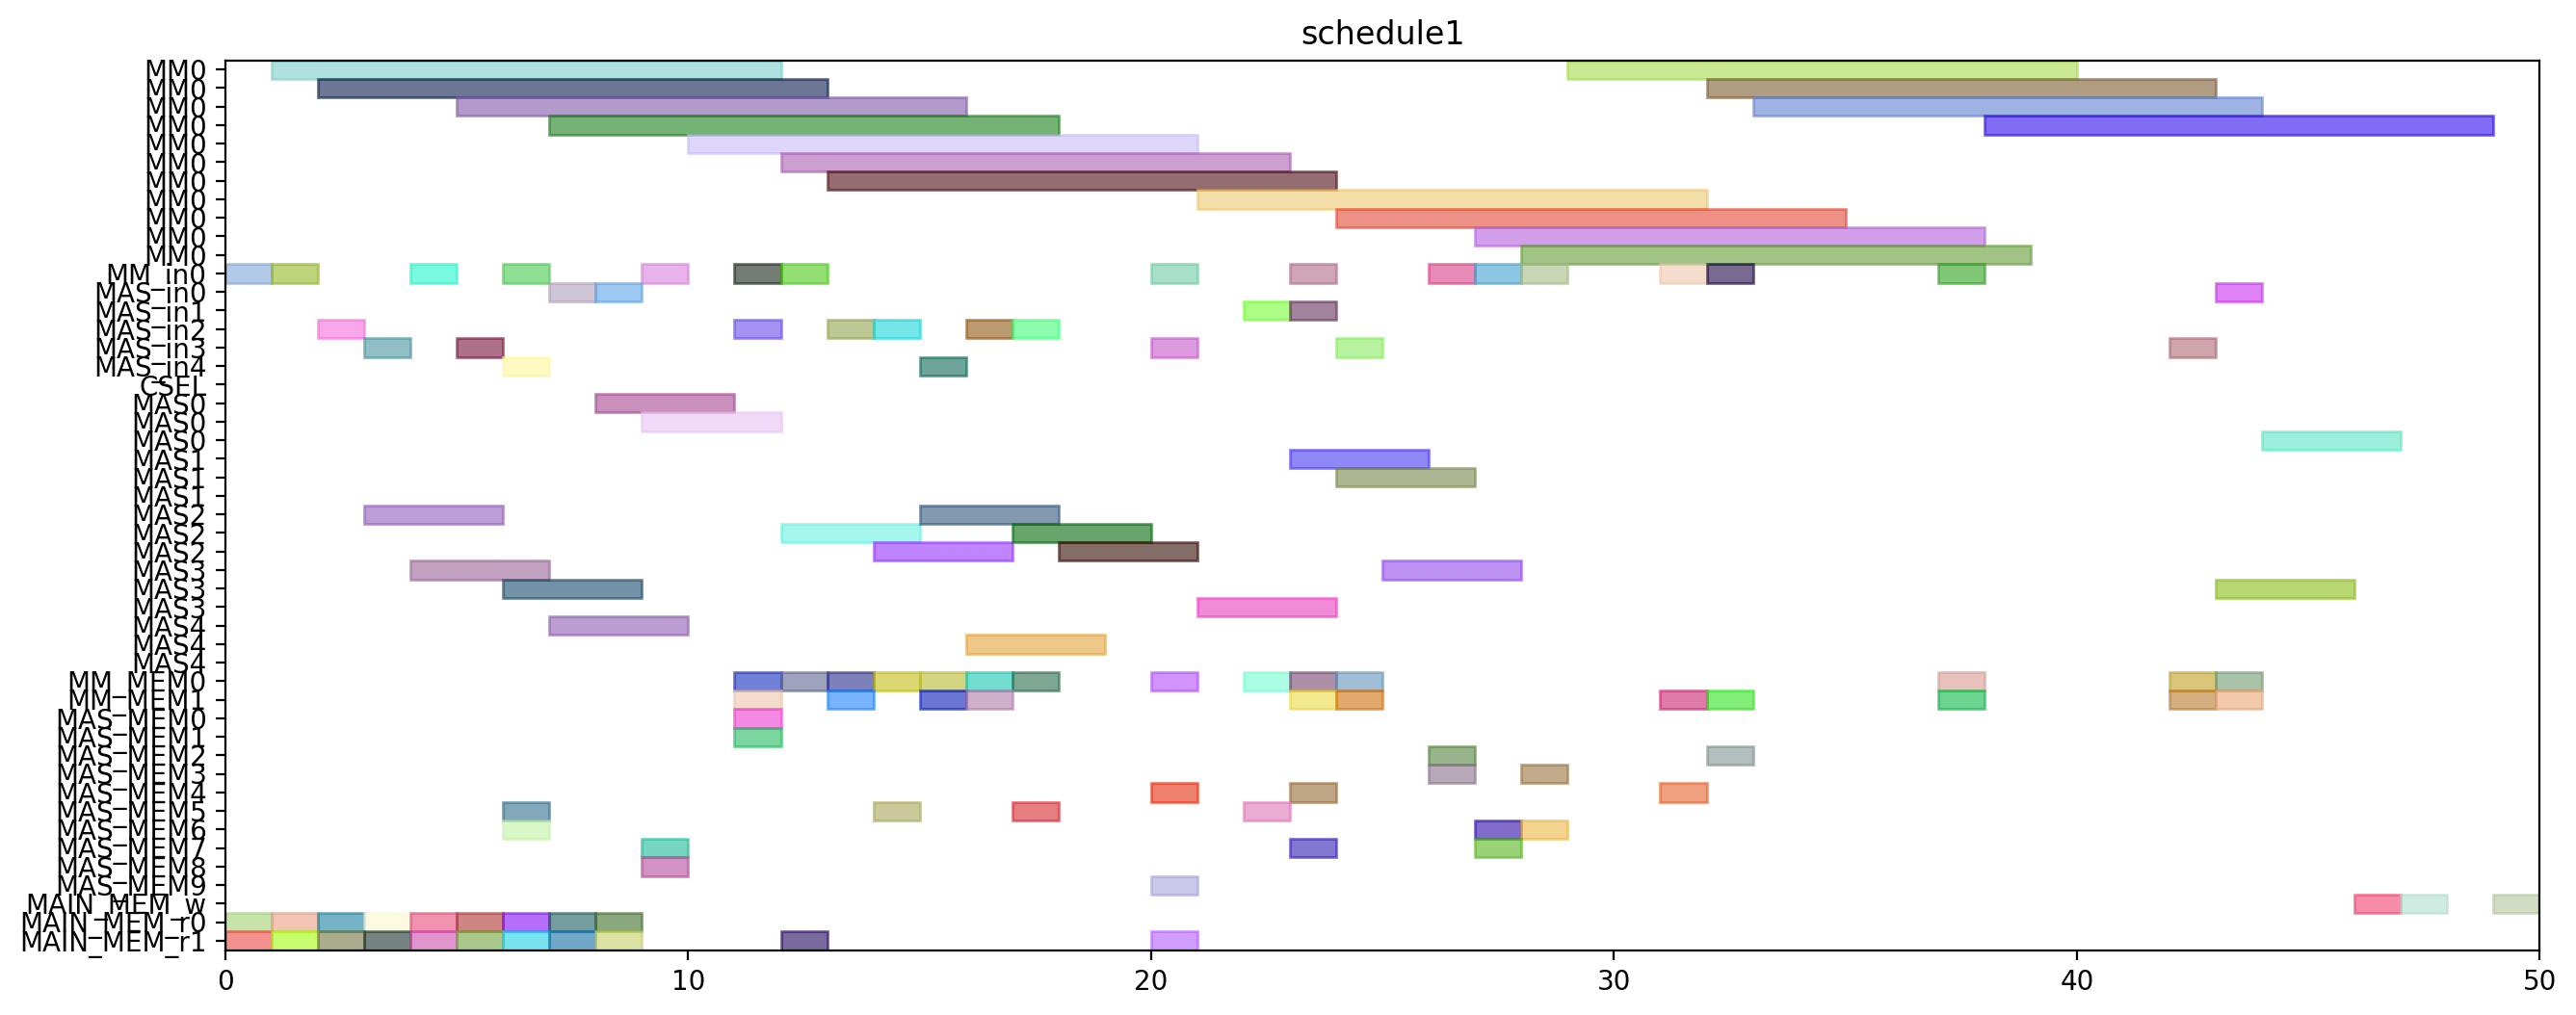 schedule1
MM0
MM0
MM0
MM0
MM0
MM0
MM0
MM0
MM0
MM0
MM0
MM_in0
MAS_in0
MAS_in1
MAS_in2
MAS_in3
MAS_in4
CSEL
MAS0
MAS0
MAS0
MAS1
MAS1
MAS1
MAS2
MAS2
MAS2
MAS3
MAS3
MAS3
MAS4
MAS4
MAS4
MM_MEM0
MM_MEM1
MAS_MEM0
MAS_MEM1
MAS_MEM2
MAS_MEM3
MAS_MEM4
MAS_MEM5
MAS_MEM6
MAS_MEM7
MAS_MEM8
MAS_MEM9
MAIN_MEM_w
MAIN_MEM_r0
MAIN_MEM_r1
0 10 20 30 40 50